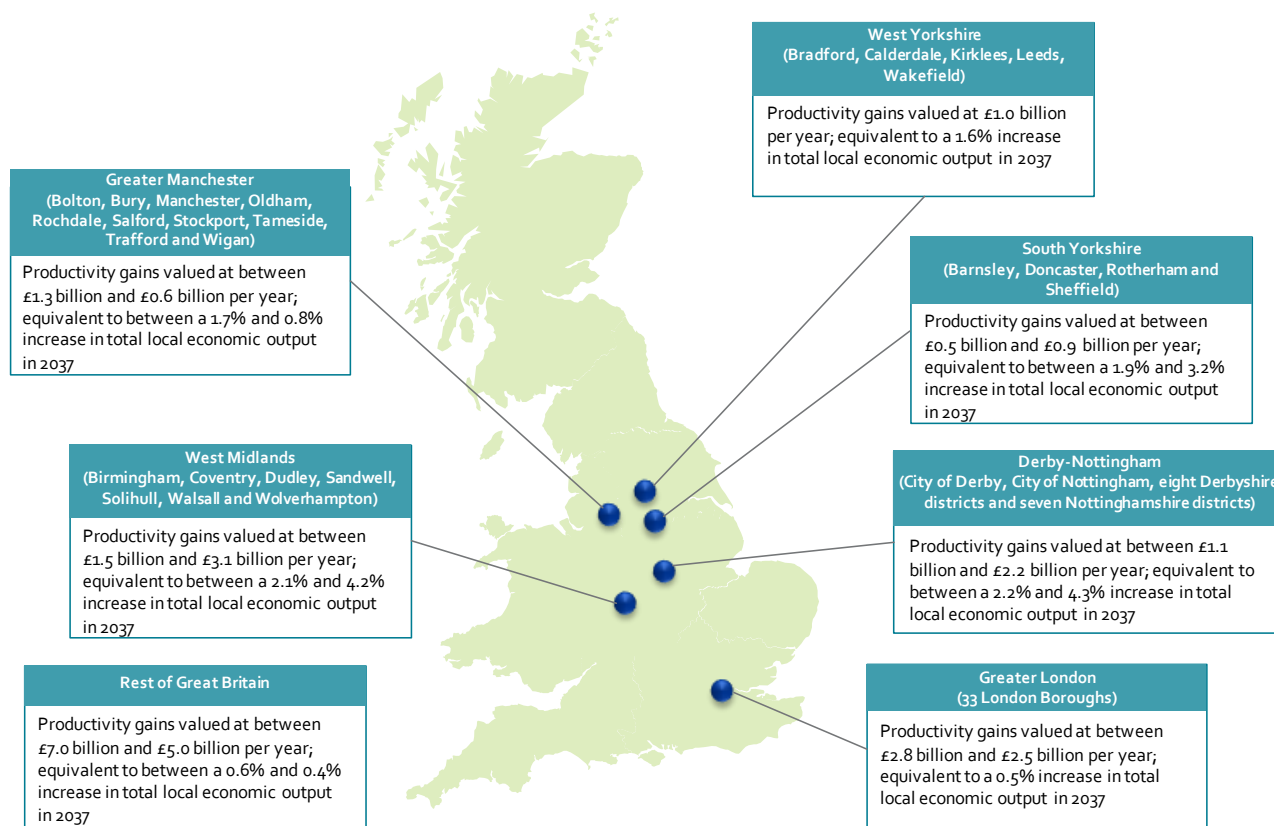 West Yorkshire
(Bradford, Calderdale, Kirklees, Leeds,
Wakefield)
Productivity gains valued at £1.0 billion
per year; equivalent to a 1.6% increase
in total local economic output in 2037
Greater Manchester
(Bolton, Bury, Manchester, Oldham,
Rochdale, Salford, Stockport, Tameside,
Trafford and Wigan)
Productivity gains valued at between
£1.3 billion and £0.6 billion per year;
equivalent to between a 1.7% and 0.8%
increase in total local economic output
in 2037
South Yorkshire
(Barnsley, Doncaster, Rotherham and
Sheffield)
Productivity gains valued at between
£0.5 billion and £0.9 billion per year;
equivalent to between a 1.9% and 3.2%
increase in total local economic output
in 2037
West Midlands
(Birmingham, Coventry, Dudley, Sandwell,
Solihull, Walsall and Wolverhampton)
Productivity gains valued at between
£1.5 billion and £3.1 billion per year;
equivalent to between a 2.1% and 4.2%
increase in total local economic output
in 2037
Derby-Nottingham
(City of Derby, City of Nottingham, eight Derbyshire
districts and seven Nottinghamshire districts)
Productivity gains valued at between £1.1
billion and £2.2 billion per year; equivalent to
between a 2.2% and 4.3% increase in total
local economic output in 2037
Rest of Great Britain
Productivity gains valued at between
£7.0 billion and £5.0 billion per year;
equivalent to between a 0.6% and 0.4%
increase in total local economic output
in 2037
Greater London
(33 London Boroughs)
Productivity gains valued at between
£2.8 billion and £2.5 billion per year;
equivalent to a 0.5% increase in total
local economic output in 2037